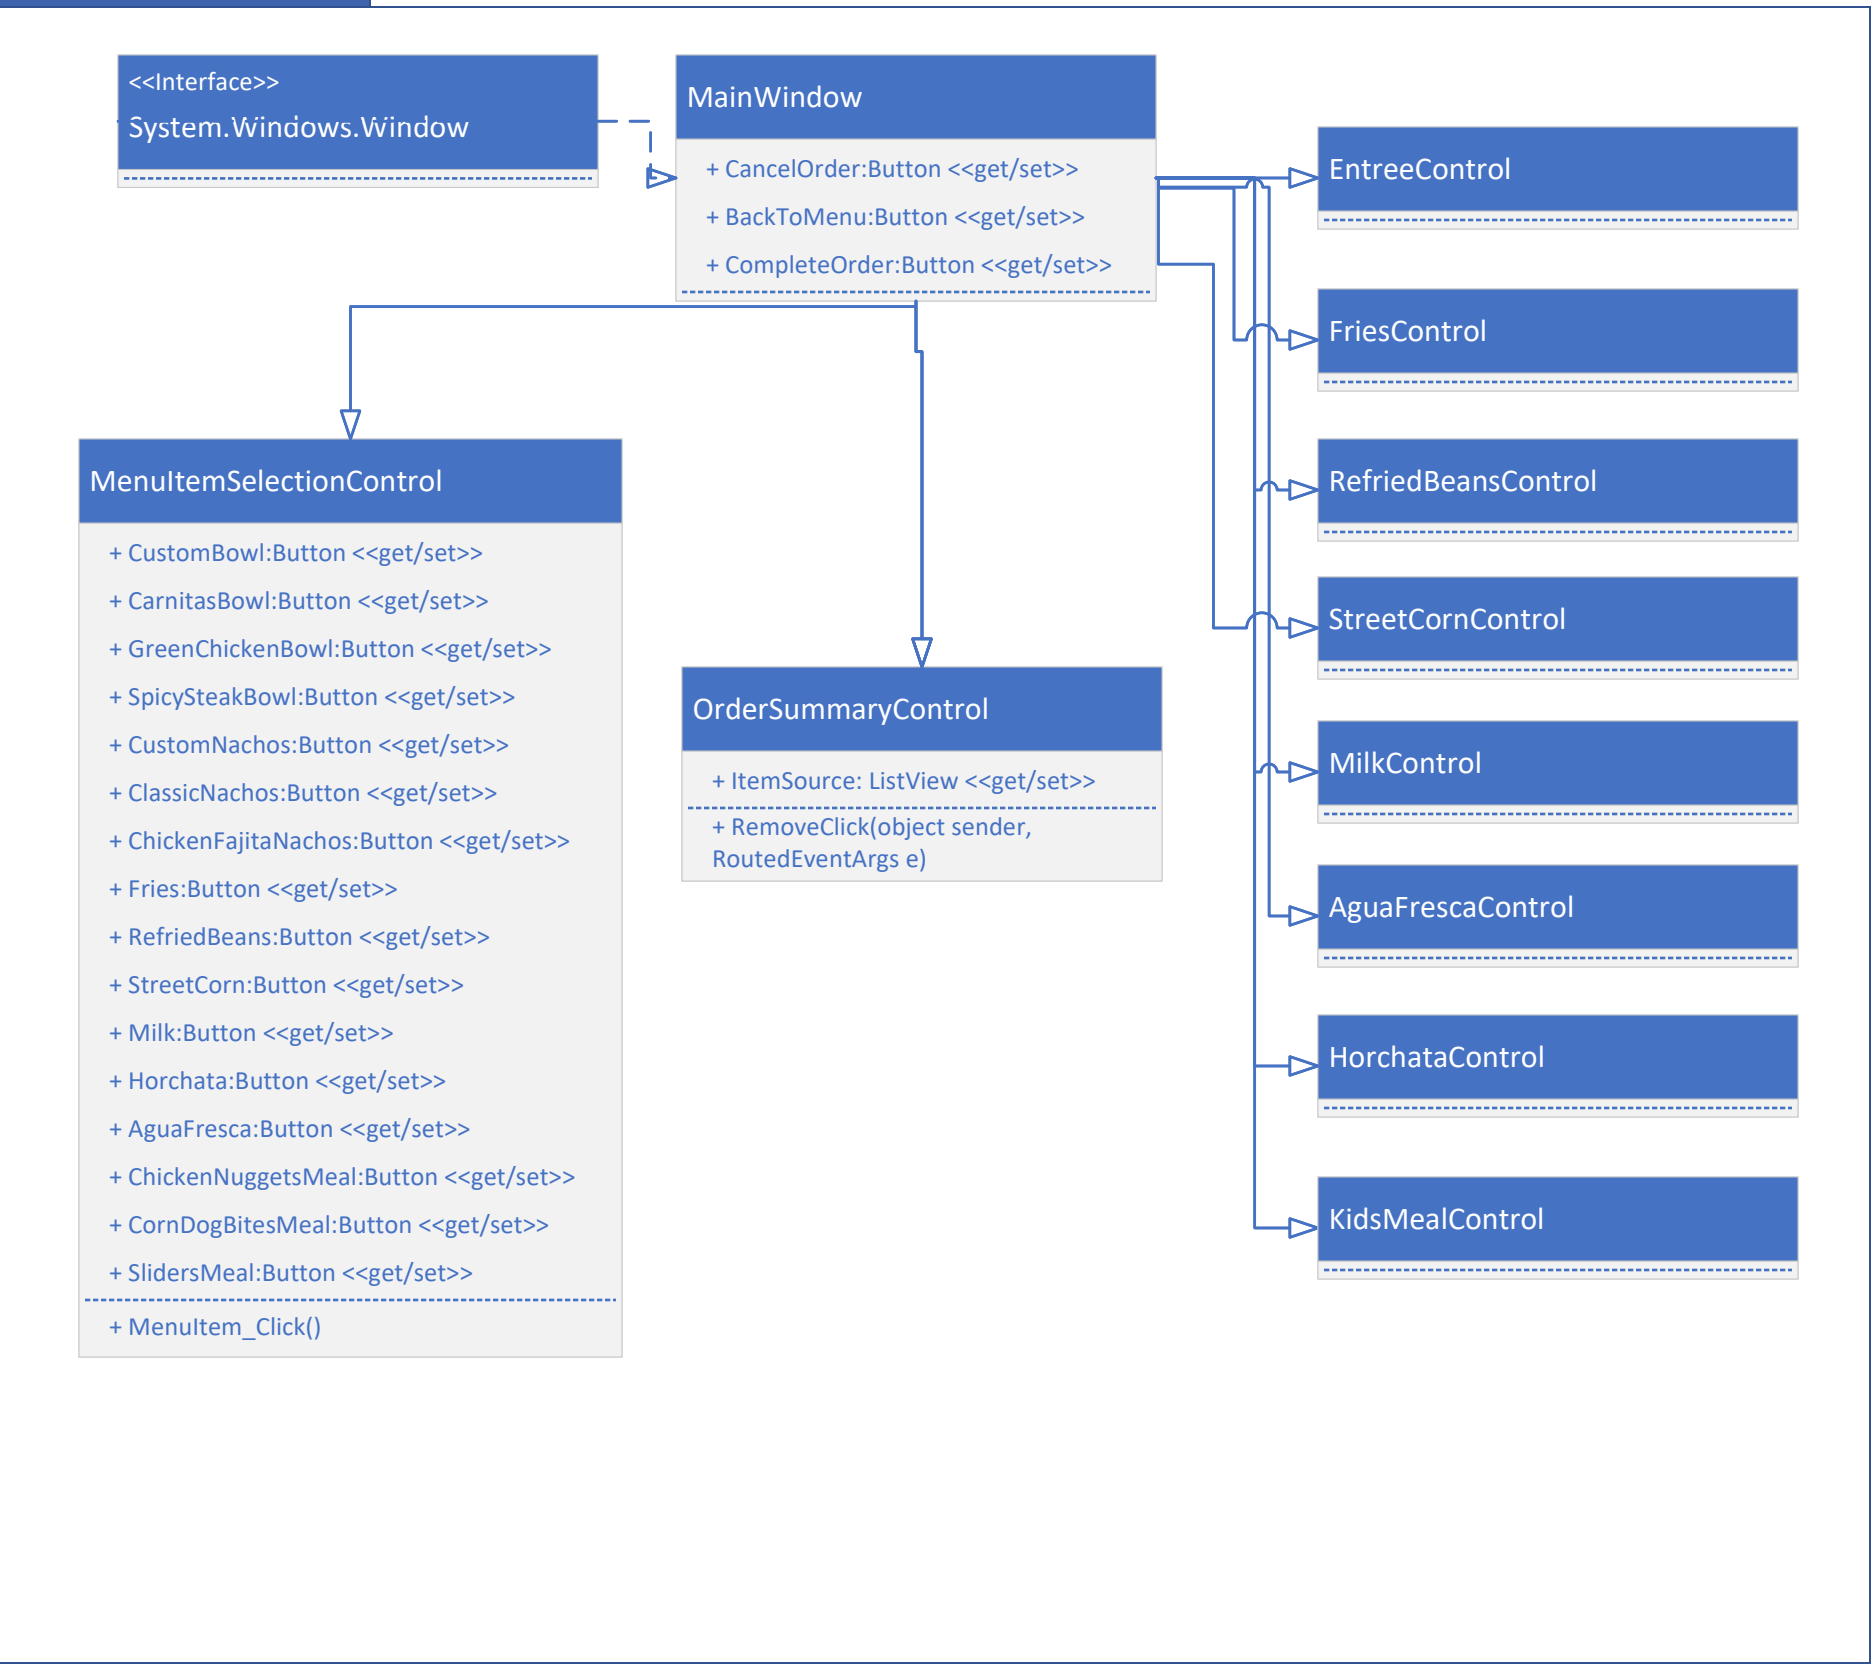 <<Interface>>
System.Windows.Window
MainWindow
+ CancelOrder:Button <<get/set>>
+ BackToMenu:Button <<get/set>>
+ CompleteOrder:Button <<get/set>>
MenuItemSelectionControl
+ CustomBowl:Button <<get/set>>
+ CarnitasBowl:Button <<get/set>>
+ GreenChickenBowl:Button <<get/set>>
+ SpicySteakBowl:Button <<get/set>>
+ CustomNachos:Button <<get/set>>
+ ClassicNachos:Button <<get/set>>
+ ChickenFajitaNachos:Button <<get/set>>
+ Fries:Button <<get/set>>
+ RefriedBeans:Button <<get/set>>
+ StreetCorn:Button <<get/set>>
+ Milk:Button <<get/set>>
+ Horchata:Button <<get/set>>
+ AguaFresca:Button <<get/set>>
+ ChickenNuggetsMeal:Button <<get/set>>
+ CornDogBitesMeal:Button <<get/set>>
+ SlidersMeal:Button <<get/set>>
+ MenuItem_Click()
OrderSummaryControl
+ ItemSource: ListView <<get/set>>
+ RemoveClick(object sender,
RoutedEventArgs e)
EntreeControl
FriesControl
RefriedBeansControl
StreetCornControl
MilkControl
AguaFrescaControl
HorchataControl
KidsMealControl